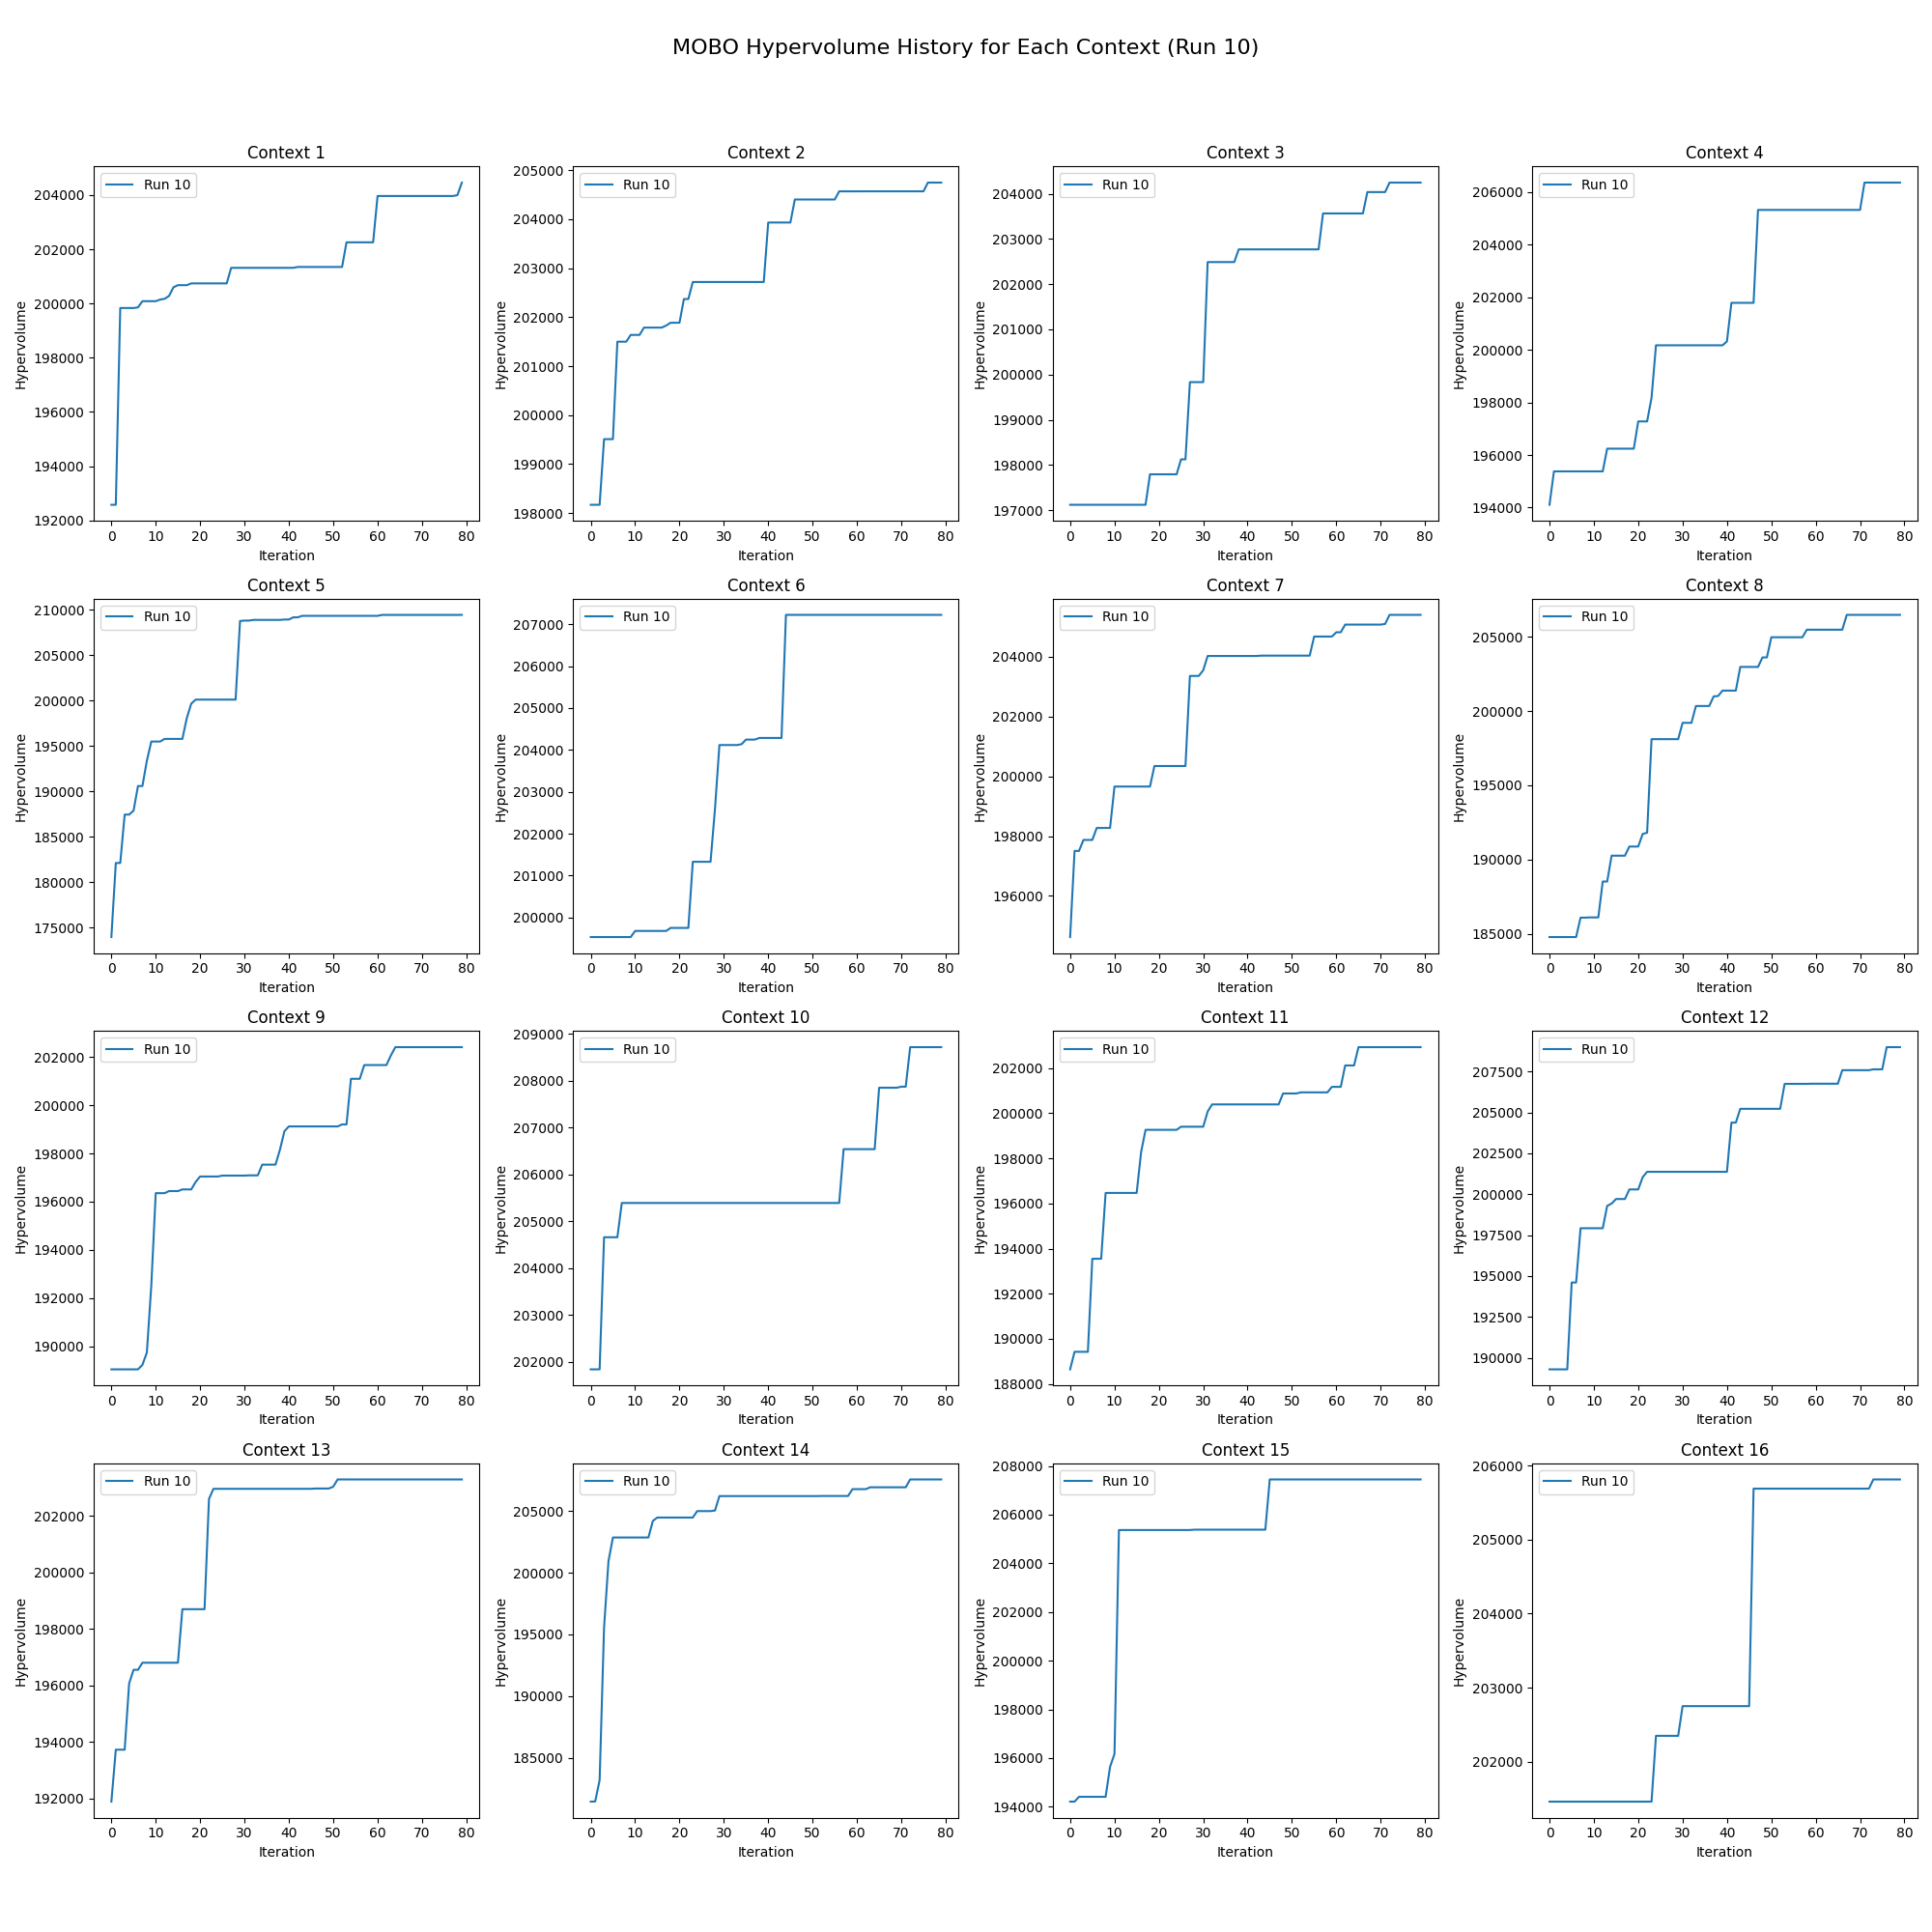 MOBO Hypervolume History for Each Context (Run 10)
Context 1
Run 10
204000
202000
200000
198000
196000
194000
192000
Hypervolume
0 10 20 30 40 50 60 70 80
Iteration
Context 2
Run 10
205000
204000
203000
202000
201000
200000
199000
198000
Hypervolume
0 10 20 30 40 50 60 70 80
Iteration
Context 3
Run 10
204000
203000
202000
201000
200000
199000
198000
197000
Hypervolume
0 10 20 30 40 50 60 70 80
Iteration
Context 4
Run 10
206000
204000
202000
200000
198000
196000
194000
Hypervolume
0 10 20 30 40 50 60 70 80
Iteration
Context 5
Run 10
210000
205000
200000
195000
190000
185000
180000
175000
Hypervolume
0 10 20 30 40 50 60 70 80
Iteration
Context 6
Run 10
207000
206000
205000
204000
203000
202000
201000
200000
Hypervolume
0 10 20 30 40 50 60 70 80
Iteration
Context 7
Run 10
204000
202000
200000
198000
196000
Hypervolume
0 10 20 30 40 50 60 70 80
Iteration
Context 8
Run 10
205000
200000
195000
190000
185000
Hypervolume
0 10 20 30 40 50 60 70 80
Iteration
Context 9
Run 10
202000
200000
198000
196000
194000
192000
190000
Hypervolume
0 10 20 30 40 50 60 70 80
Iteration
Context 10
Run 10
209000
208000
207000
206000
205000
204000
203000
202000
Hypervolume
0 10 20 30 40 50 60 70 80
Iteration
Context 11
Run 10
202000
200000
198000
196000
194000
192000
190000
188000
Hypervolume
0 10 20 30 40 50 60 70 80
Iteration
Context 12
Run 10
207500
205000
202500
200000
197500
195000
192500
190000
Hypervolume
0 10 20 30 40 50 60 70 80
Iteration
Context 13
Run 10
202000
200000
198000
196000
194000
192000
Hypervolume
0 10 20 30 40 50 60 70 80
Iteration
Context 14
Run 10
205000
200000
195000
190000
185000
Hypervolume
0 10 20 30 40 50 60 70 80
Iteration
Context 15
Run 10
208000
206000
204000
202000
200000
198000
196000
194000
Hypervolume
0 10 20 30 40 50 60 70 80
Iteration
Context 16
Run 10
206000
205000
204000
203000
202000
Hypervolume
0 10 20 30 40 50 60 70 80
Iteration